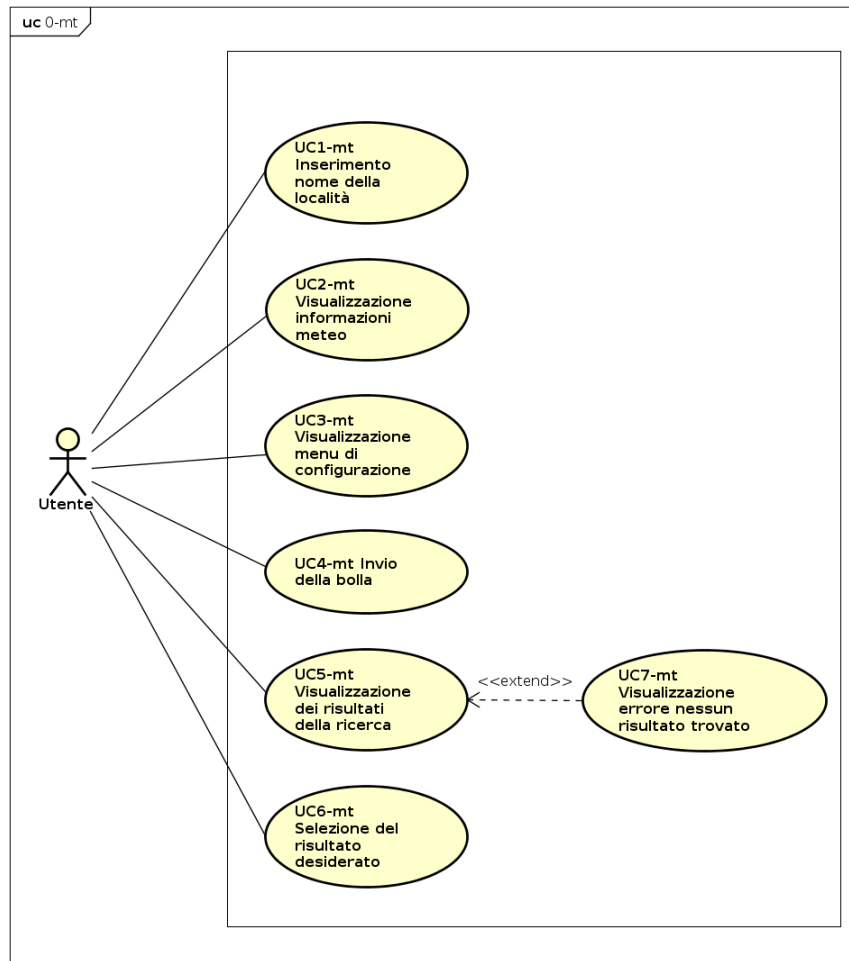 uc 0-mt
UC1-mt
Inserimento
nome della
località
UC2-mt
Visualizzazione
informazioni
meteo
UC3-mt
Visualizzazione
menu di
configurazione
Utente
UC4-mt Invio
della bolla
UC5-mt
Visualizzazione
dei risultati
della ricerca
<<extend>>
UC7-mt
Visualizzazione
errore nessun
risultato trovato
UC6-mt
Selezione del
risultato
desiderato